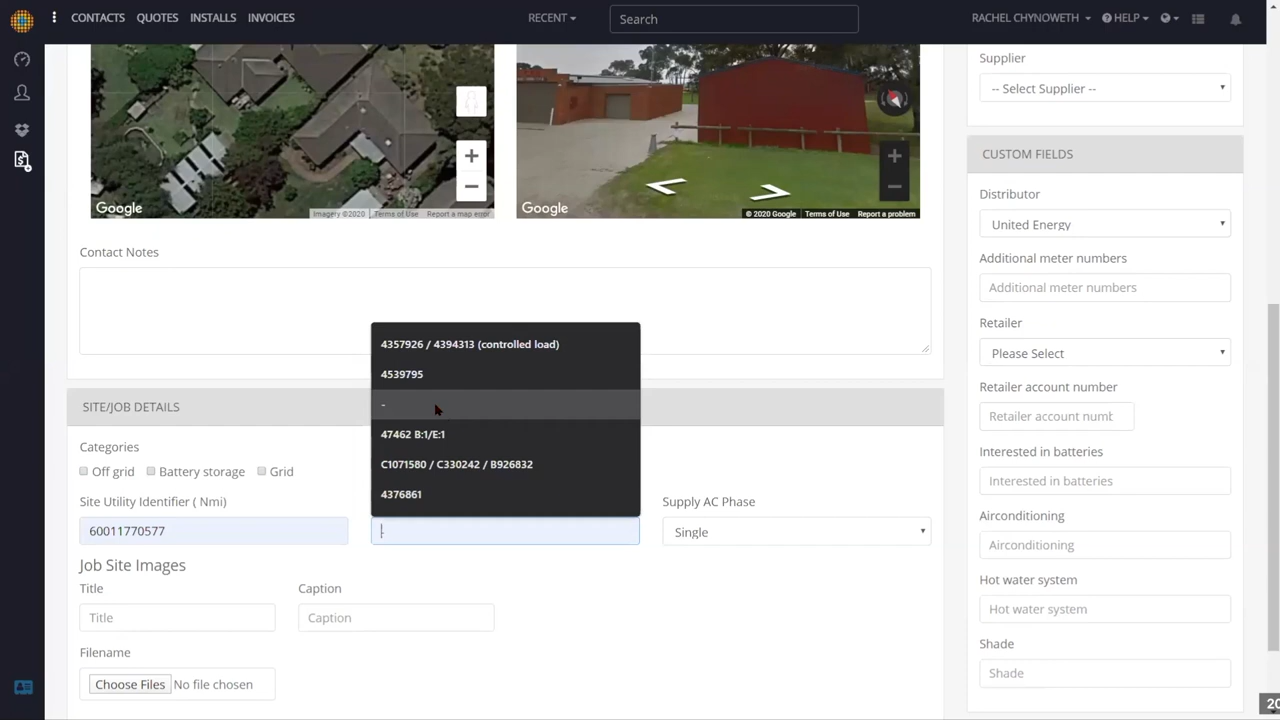 CONTACTS QUOTES INSTALLS INVOICES RECENT Search RACHEL CHYNOWETH HELP
Google
Imagery ©2020 Terms of Use Report a map error
Google
© 2020 Google Terms of Use Report a problem
Contact Notes
SITE/JOB DETAILS
Categories
Off grid Battery storage Grid
Site Utility Identifier ( Nmi)
60011770577
4357926 / 4394313 (controlled load)
4539795
-
47462 B:1/E:1
C1071580 / C330242 / B926832
4376861
-
Supply AC Phase
Single
Job Site Images
Title
Title
Caption
Caption
Filename
Choose Files No file chosen
Supplier
-- Select Supplier --
CUSTOM FIELDS
Distributor
United Energy
Additional meter numbers
Additional meter numbers
Retailer
Please Select
Retailer account number
Retailer account numt
Interested in batteries
Interested in batteries
Airconditioning
Airconditioning
Hot water system
Hot water system
Shade
Shade
20